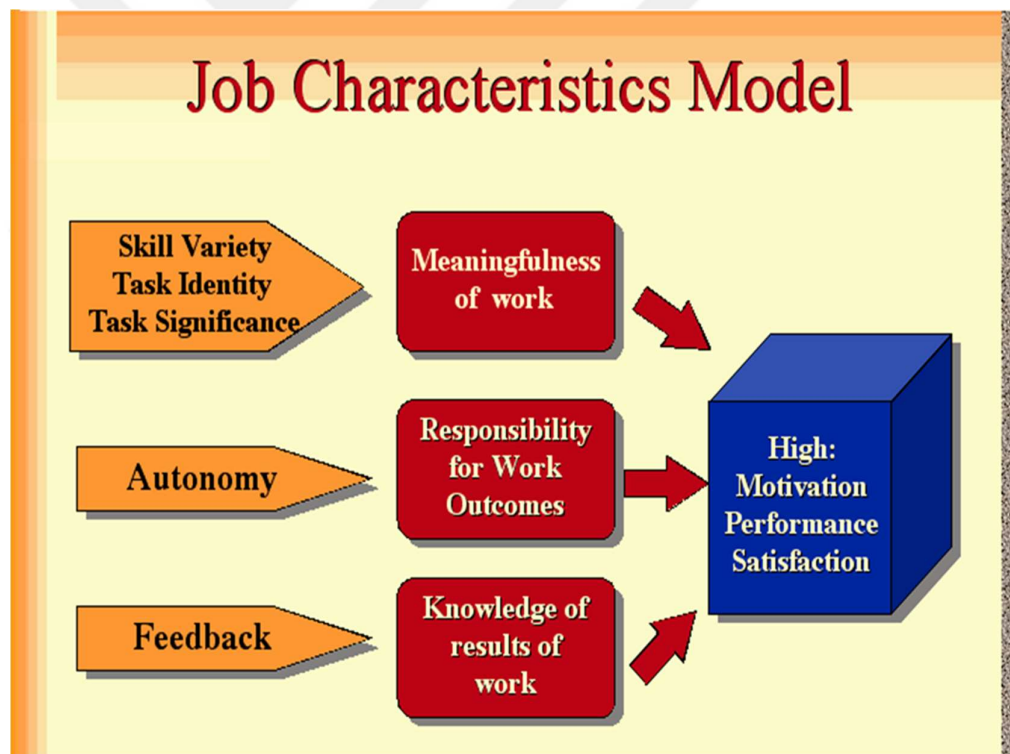 Job Characteristics Model
Skill Variety
Task Identity
Task Significance
Meaningfulness
of work
Autonomy
Responsibility
for Work
Outcomes
Feedback
Knowledge of
results of
work
High:
Motivation
Performance
Satisfaction